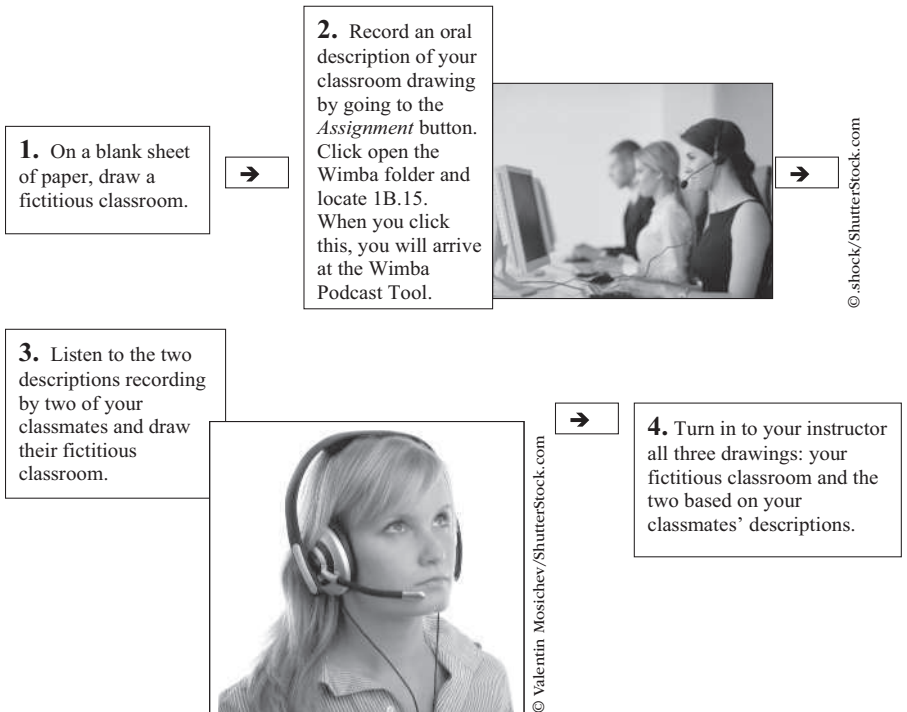 1. On a blank sheet
of paper, draw a
fictitious classroom.
➔
2. Record an oral
description of your
classroom drawing
by going to the
Assignment button.
Click open the
Wimba folder and
locate 1B.15.
When you click
this, you will arrive
at the Wimba
Podcast Tool.
➔
© .shock/ShutterStock.com
3. Listen to the two
descriptions recording
by two of your
classmates and draw
their fictitious
classroom.
© Valentin Mosichev/ShutterStock.com
➔
4. Turn in to your instructor
all three drawings: your
fictitious classroom and the
two based on your
classmates’ descriptions.